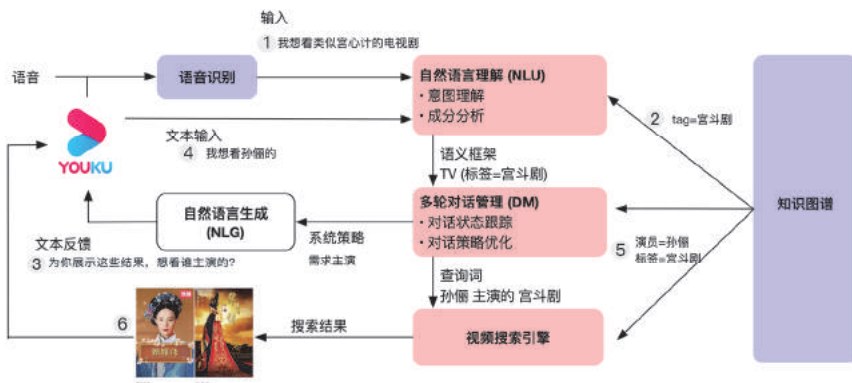 输入
1 我想看类似宫心计的电视剧
语音
语音识别
自然语言理解 (NLU)
・意图理解
・成分分析
2 tag=宫斗剧
YOUKU
文本输入
4 我想看孙俪的
语义框架
TV (标签=宫斗剧)
知识图谱
自然语言生成
(NLG)
多轮对话管理 (DM)
・对话状态跟踪
・对话策略优化
系统策略
需求主演
文本反馈
3 为你展示这些结果，想看谁主演的?
5 演员=孙俪
标签=宫斗剧
查询词
孙俪 主演的 宫斗剧
6
搜索结果
视频搜索引擎